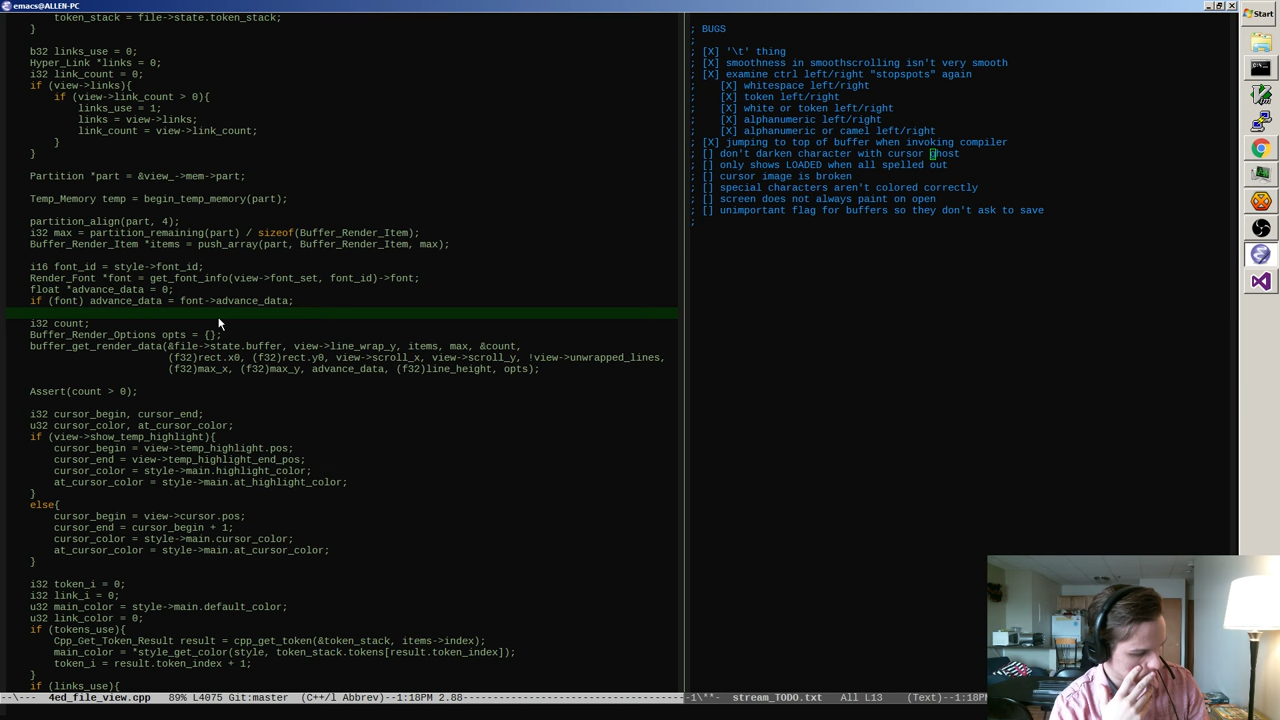 emacs@ALLEN-PC
token_stack = file->state.token_stack;
}
b32 links_use = 0;
Hyper_Link *links = 0;
i32 link_count = 0;
if (view->links){
if (view->link_count > 0){
links_use = 1;
links = view->links;
link_count = view->link_count;
}
}
Partition *part = &view_->mem->part;
Temp_Memory temp = begin_temp_memory(part);
partition_align(part, 4);
i32 max = partition_remaining(part) / sizeof(Buffer_Render_Item);
Buffer_Render_Item *items = push_array(part, Buffer_Render_Item, max);
i16 font_id = style->font_id;
Render_Font *font = get_font_info(view->font_set, font_id)->font;
float *advance_data = 0;
if (font) advance_data = font->advance_data;
i32 count;
Buffer_Render_Options opts = {};
buffer_get_render_data(&file->state.buffer, view->line_wrap_y, items, max, &count,
(f32)rect.x0, (f32)rect.y0, view->scroll_x, view->scroll_y, !view->unwrapped_lines,
(f32)max_x, (f32)max_y, advance_data, (f32)line_height, opts);
Assert(count > 0);
i32 cursor_begin, cursor_end;
u32 cursor_color, at_cursor_color;
if (view->show_temp_highlight){
cursor_begin = view->temp_highlight.pos;
cursor_end = view->temp_highlight_end_pos;
cursor_color = style->main.highlight_color;
at_cursor_color = style->main.at_highlight_color;
}
else{
cursor_begin = view->cursor.pos;
cursor_end = cursor_begin + 1;
cursor_color = style->main.cursor_color;
at_cursor_color = style->main.at_cursor_color;
}
i32 token_i = 0;
i32 link_i = 0;
u32 main_color = style->main.default_color;
u32 link_color = 0;
if (tokens_use){
Cpp_Get_Token_Result result = cpp_get_token(&token_stack, items->index);
main_color = *style_get_color(style, token_stack.tokens[result.token_index]);
token_i = result.token_index + 1;
}
if (links_use){
--\--- 4ed_file_view.cpp 89% L4075 Git:master (C++/l Abbrev)--1:18PM 2.88
; BUGS
;
; [X] '\t' thing
; [X] smoothness in smoothscrolling isn't very smooth
; [X] examine ctrl left/right "stopspots" again
; [X] whitespace left/right
; [X] token left/right
; [X] white or token left/right
; [X] alphanumeric left/right
; [X] alphanumeric or camel left/right
; [X] jumping to top of buffer when invoking compiler
; [] don't darken character with cursor ghost
; [] only shows LOADED when all spelled out
; [] cursor image is broken
; [] special characters aren't colored correctly
; [] screen does not always paint on open
; [] unimportant flag for buffers so they don't ask to save
;
-1\**- stream_TODO.txt All L13 (Text)--1:18PM
Start